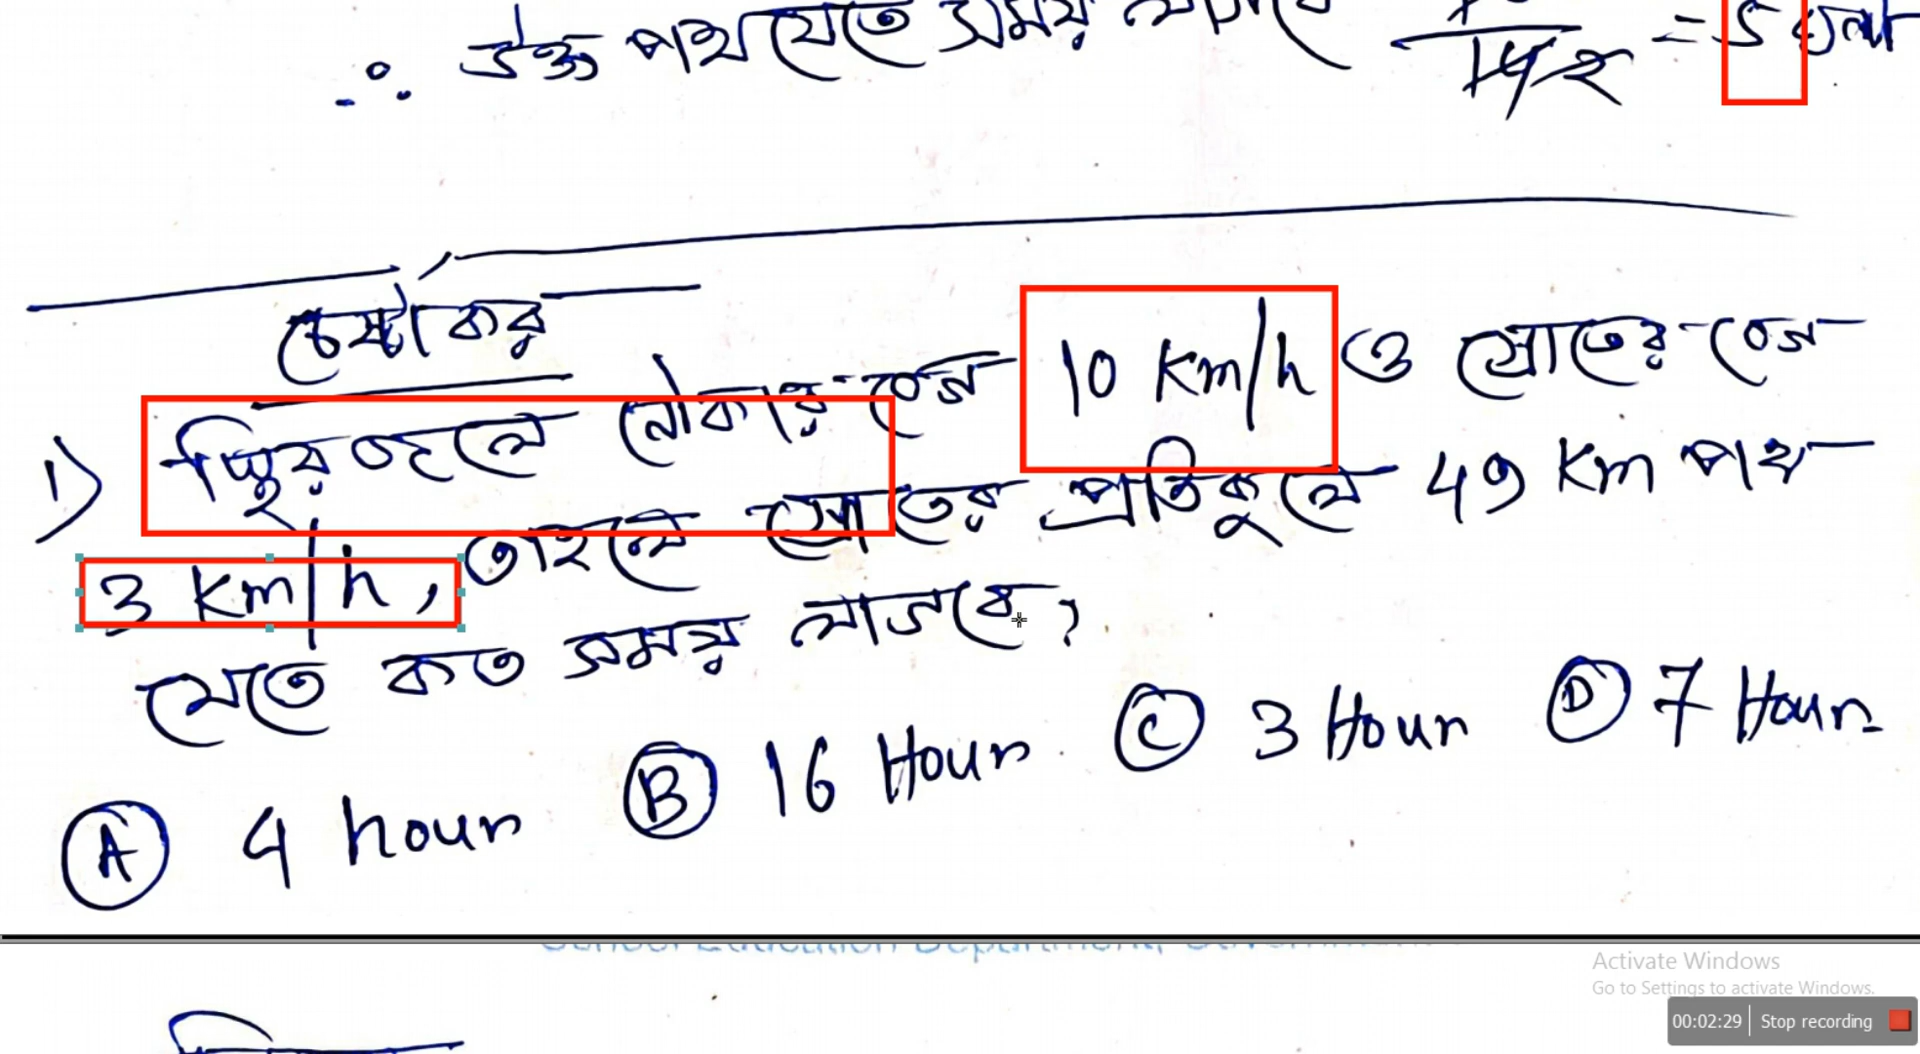 ∴ উক্ত পথ যেতে সময় লাগবে = 5 ঘন্টা
চেষ্টা কর
1) স্থির জলে নৌকার বেগ 10 Km/h ও স্রোতের বেগ
3 Km/h, তাহলে স্রোতের প্রতিকুলে 49 Km পথ
যেতে কত সময় লাগবে?
A 4 hour B 16 Hour C 3 Hour D 7 Hour
Activate Windows
Go to Settings to activate Windows.
00:02:29 Stop recording